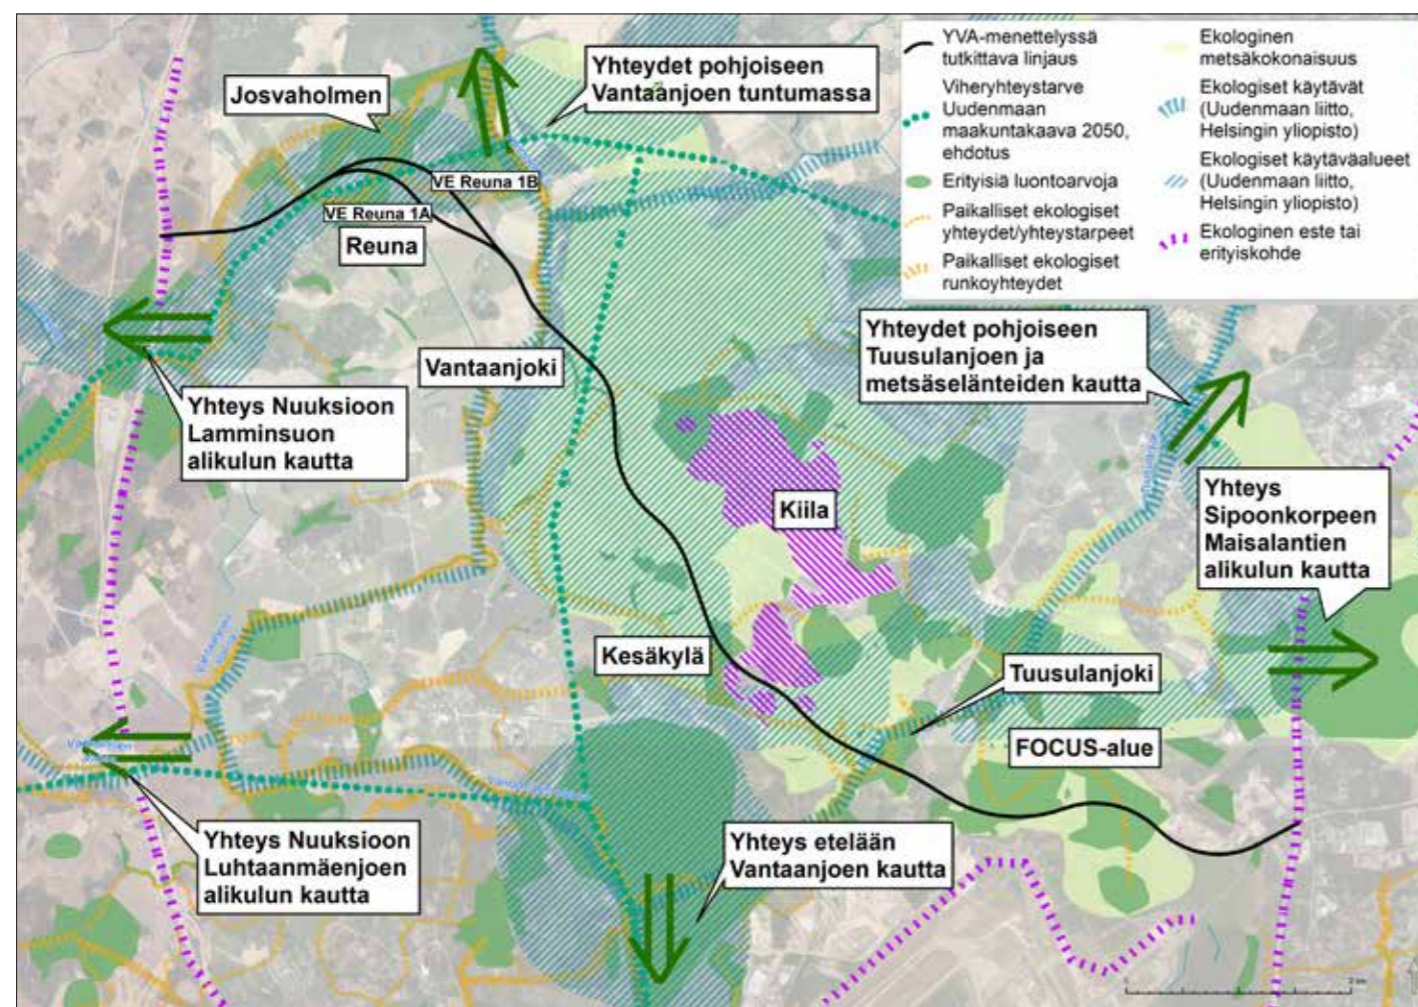 Josvaholmen
Yhteydet pohjoiseen
Vantaanjoen tuntumassa
VE Reuna 1B
VE Reuna 1A
Reuna
Vantaanjoki
Yhteys Nuuksioon
Lamminsuon
alikulun kautta
YVA-menettelyssä
tutkittava linjaus
Viheryhteystarve
Uudenmaan
maakuntakaava 2050,
ehdotus
Erityisiä luontoarvoja
Paikalliset ekologiset
yhteydet/yhteystarpeet
Paikalliset ekologiset
runkoyhteydet
Ekologinen
metsäkokonaisuus
Ekologiset käytävät
(Uudenmaan liitto,
Helsingin yliopisto)
Ekologiset käytäväalueet
(Uudenmaan liitto,
Helsingin yliopisto)
Ekologinen este tai
erityiskohde
Yhteydet pohjoiseen
Tuusulanjoen ja
metsäselänteiden kautta
Yhteys
Sipoonkorpeen
Maisalantien
alikulun kautta
Kiila
Kesäkylä
Tuusulanjoki
FOCUS-alue
Yhteys Nuuksioon
Luhtaanmäenjoen
alikulun kautta
Yhteys etelään
Vantaanjoen kautta